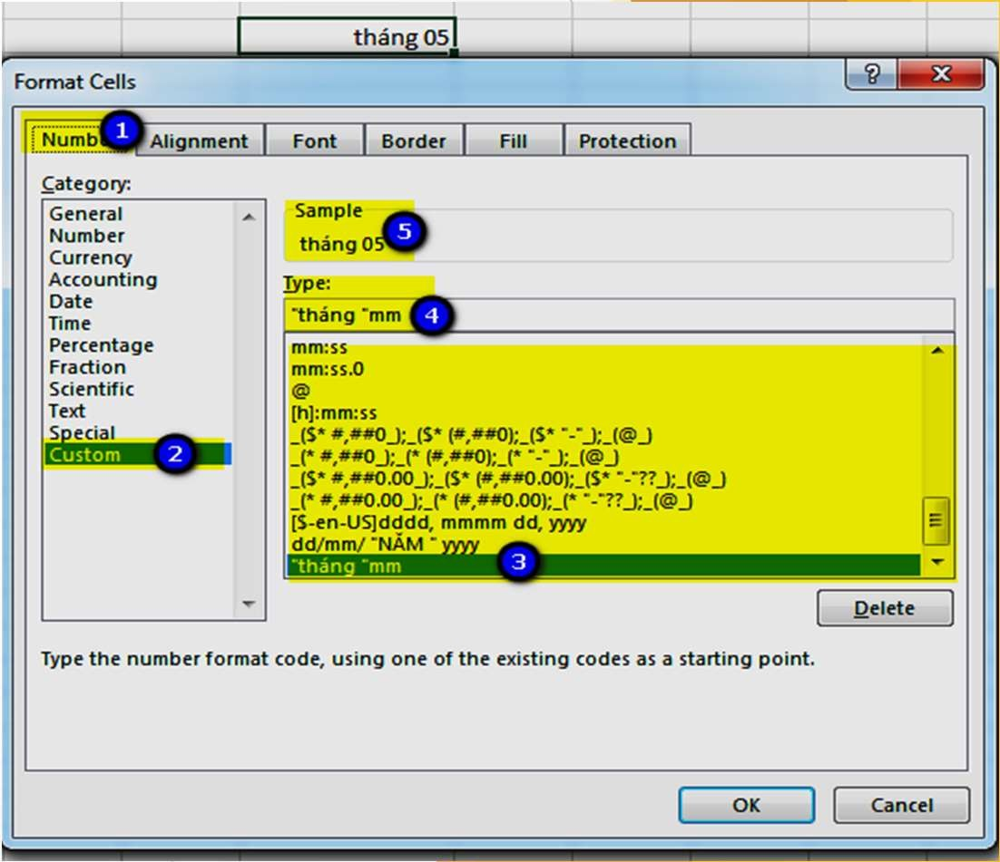 tháng 05
Format Cells
Numb 1 Alignment Font Border Fill Protection
Category:
General
Number
Currency
Accounting
Date
Time
Percentage
Fraction
Scientific
Text
Special
Custom 2
Sample
tháng 05 5
Type:
"tháng "mm 4
mm:ss
mm:ss.0
@
[h]:mm:ss
_($* #,##0_);_($* (#,##0);_($* "-"_);_(@_)
_(* #,##0_);_(* (#,##0);_(* "-"_);_(@_)
_($* #,##0.00_);_($* (#,##0.00);_($* "-"??_);_(@_)
_(* #,##0.00_);_(* (#,##0.00);_(* "-"??_);_(@_)
[$-en-US]dddd, mmmm dd, yyyy
dd/mm/ "NĂM " yyyy
"tháng "mm 3
Delete
Type the number format code, using one of the existing codes as a starting point.
OK Cancel